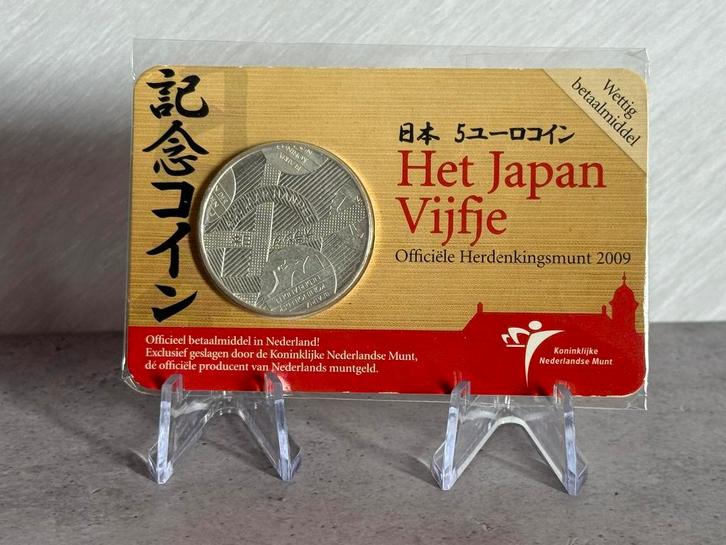 記念コイン
Wettig
betaalmiddel
日本 5ユーロコイン
Het Japan
Vijfje
Officiële Herdenkingsmunt 2009
Officieel betaalmiddel in Nederland!
Exclusief geslagen door de Koninklijke Nederlandse Munt,
dé officiële producent van Nederlands muntgeld.
Koninklijke
Nederlandse Munt